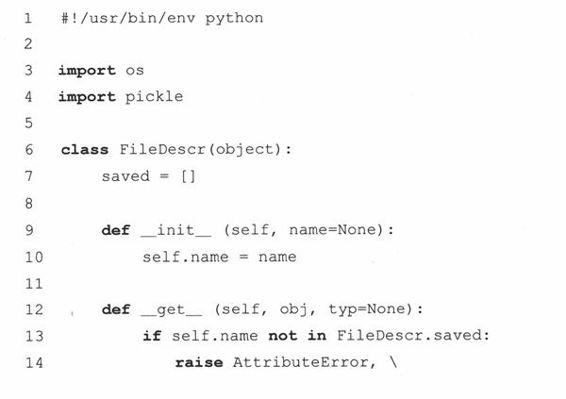 1 #!/usr/bin/env python
2
3 import os
4 import pickle
5
6 class FileDescr(object):
7 saved = []
8
9 def __init__ (self, name=None):
10 self.name = name
11
12 def __get__ (self, obj, typ=None):
13 if self.name not in FileDescr.saved:
14 raise AttributeError, \